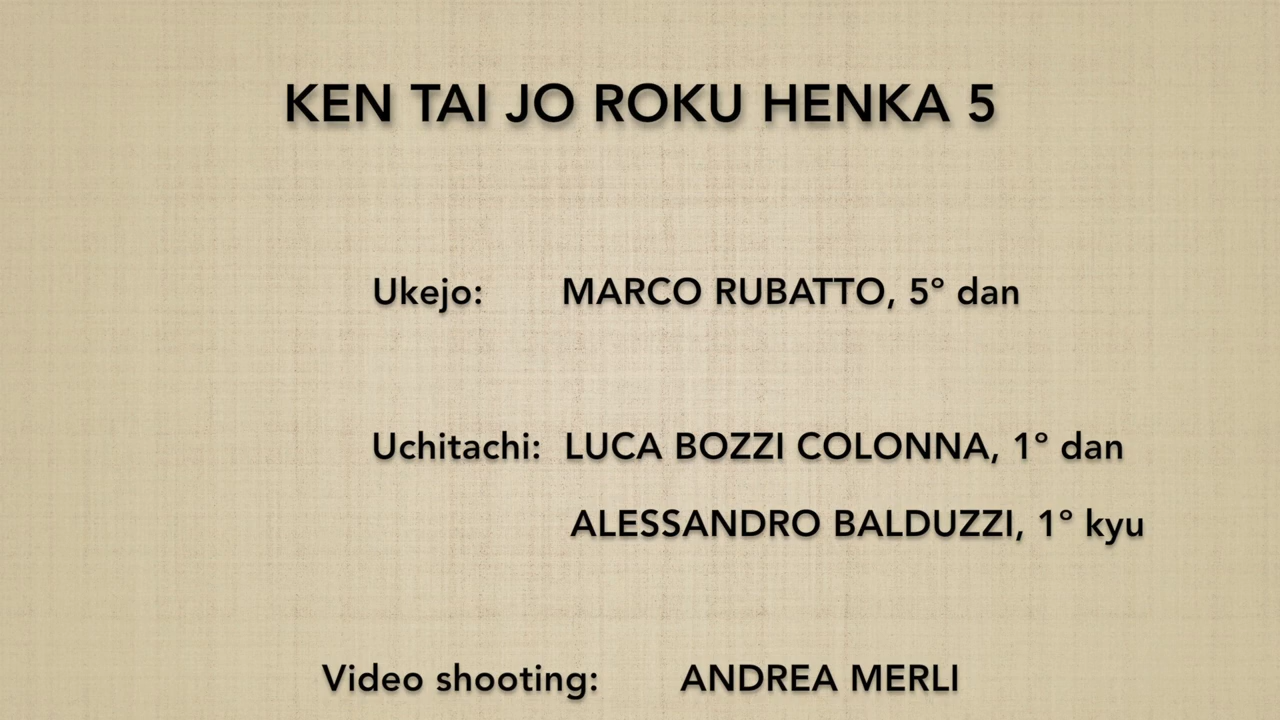 KEN TAI JO ROKU HENKA 5
Ukejo: MARCO RUBATTO, 5° dan
Uchitachi: LUCA BOZZI COLONNA, 1° dan
ALESSANDRO BALDUZZI, 1° kyu
Video shooting: ANDREA MERLI